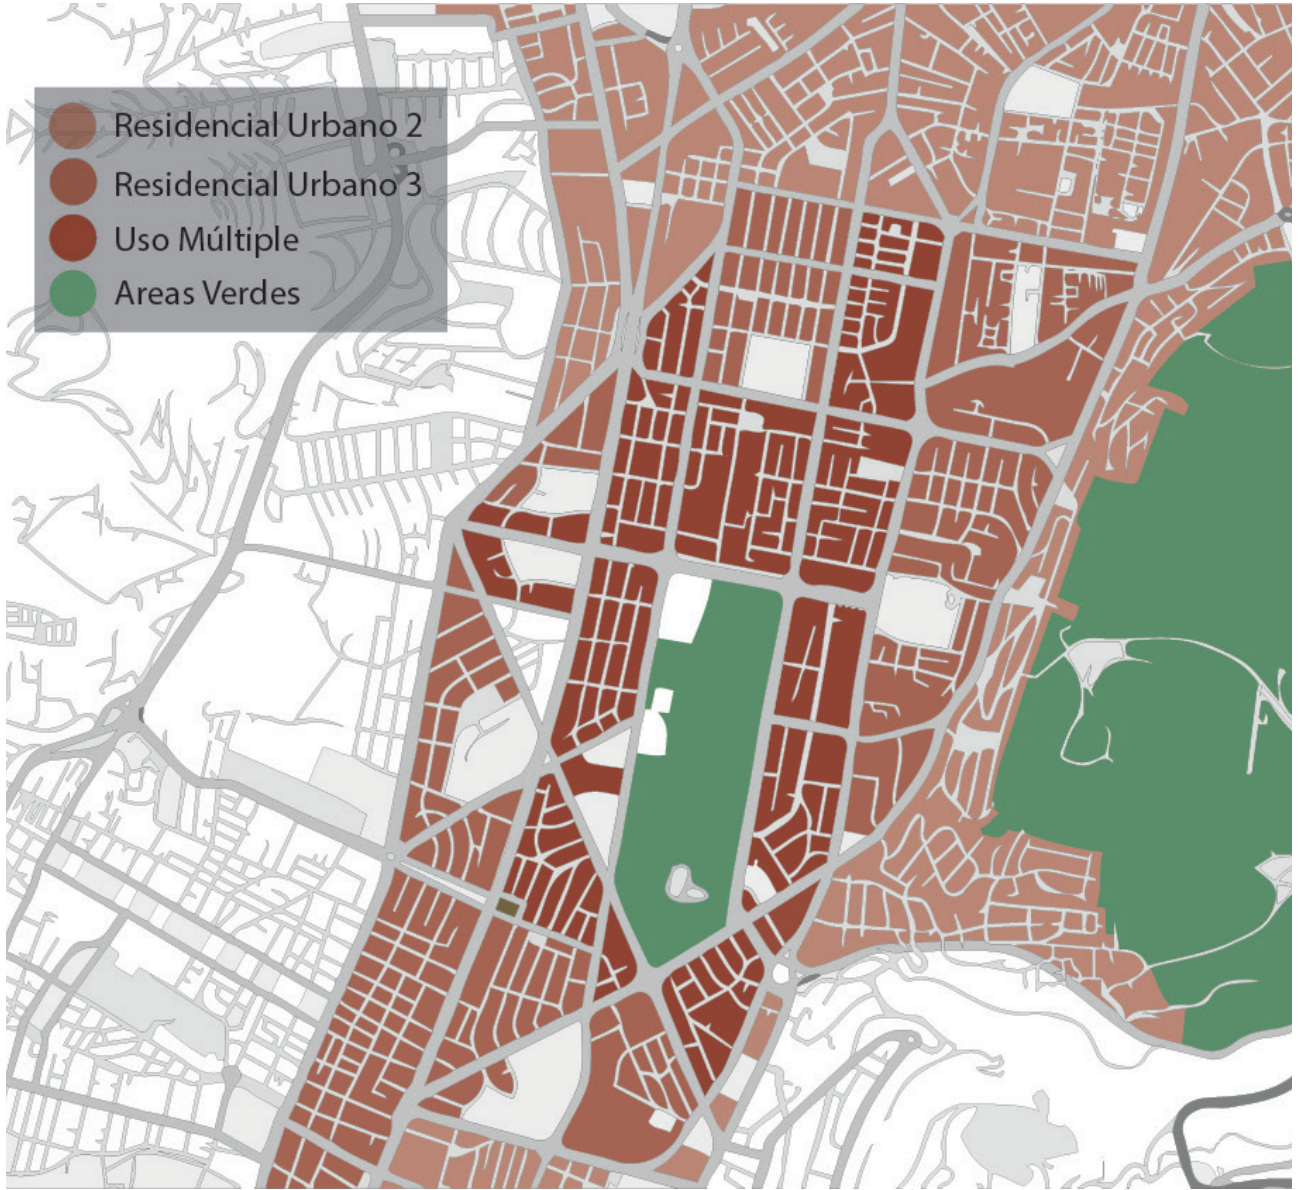 Residencial Urbano 2
Residencial Urbano 3
Uso Múltiple
Areas Verdes